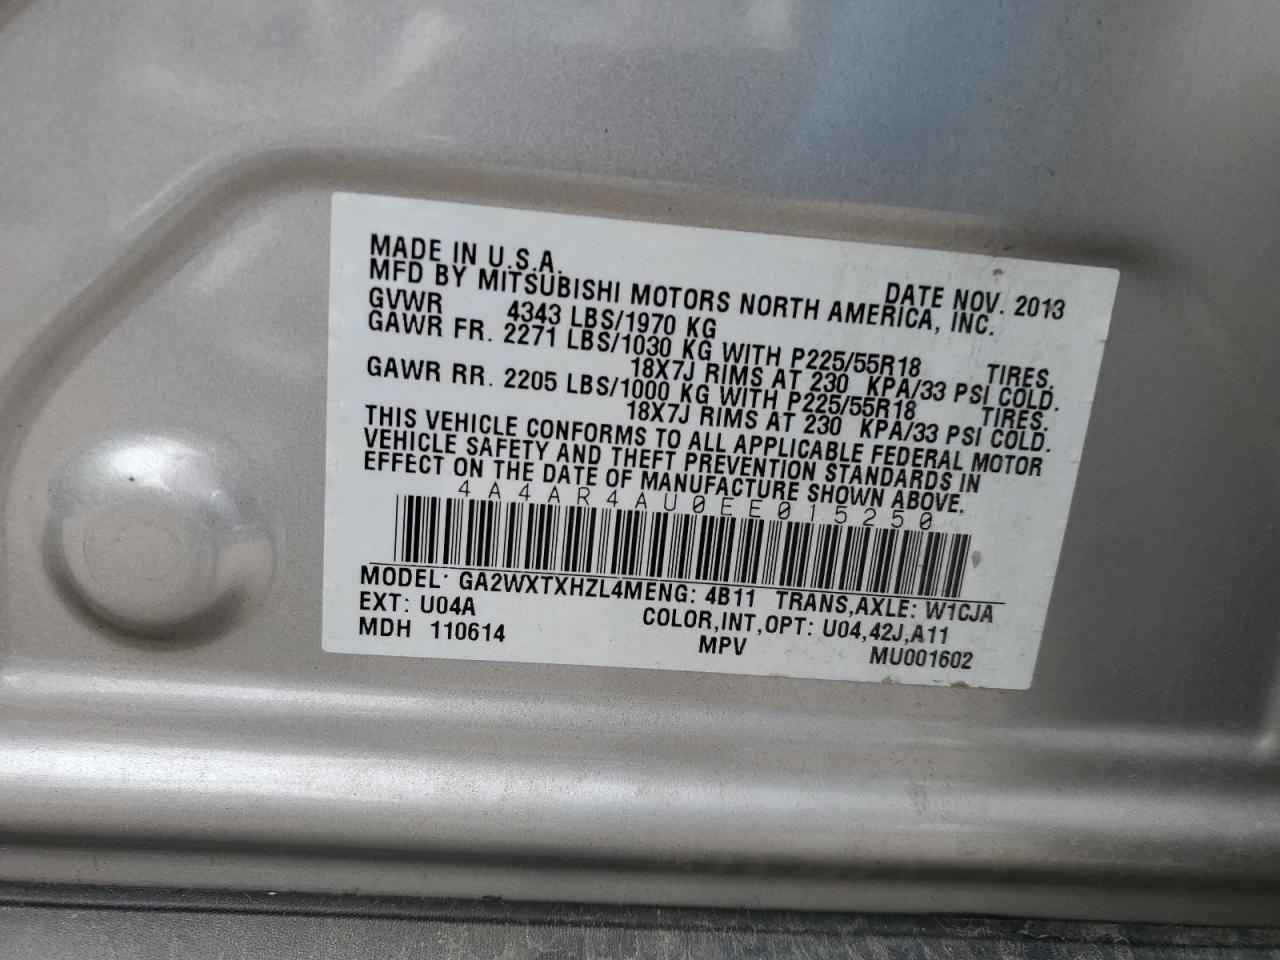 MADE IN U.S.A.
DATE NOV. 2013
MFD BY MITSUBISHI MOTORS NORTH AMERICA, INC.
GVWR 4343 LBS/1970 KG
GAWR FR. 2271 LBS/1030 KG WITH P225/55R18 TIRES,
18X7J RIMS AT 230 KPA/33 PSI COLD.
GAWR RR. 2205 LBS/1000 KG WITH P225/55R18 TIRES,
18X7J RIMS AT 230 KPA/33 PSI COLD.
THIS VEHICLE CONFORMS TO ALL APPLICABLE FEDERAL MOTOR
VEHICLE SAFETY AND THEFT PREVENTION STANDARDS IN
EFFECT ON THE DATE OF MANUFACTURE SHOWN ABOVE.
4A4AR4AU0EE015250
MODEL: GA2WXTXHZL4MENG: 4B11 TRANS,AXLE: W1CJA
EXT: U04A COLOR,INT,OPT: U04,42J,A11
MDH 110614 MPV MU001602